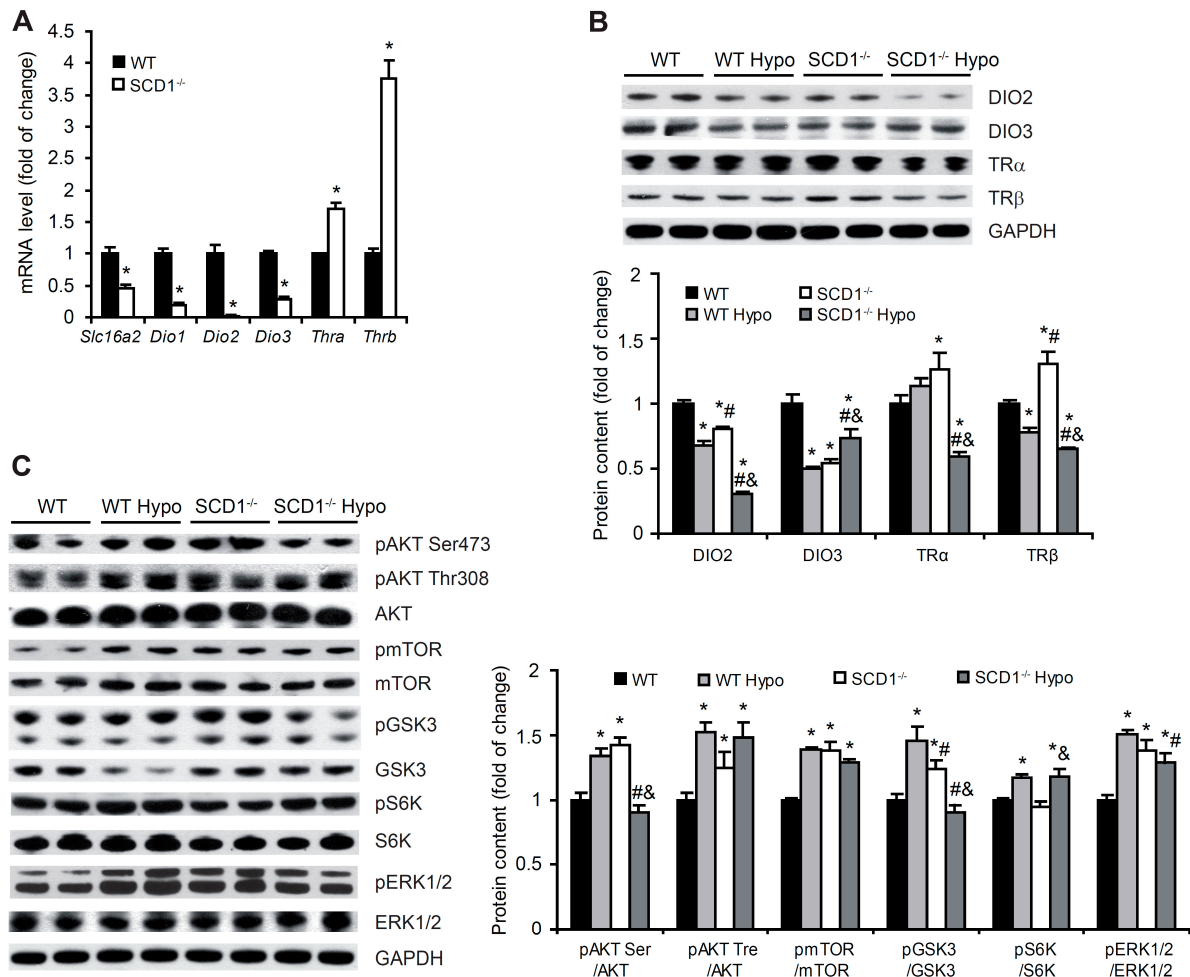 A
4.5
4
3.5
3
2.5
2
1.5
1
0.5
0
mRNA level (fold of change)
WT
SCD1-/-
*
*
*
*
*
*
Slc16a2 Dio1 Dio2 Dio3 Thra Thrb
B
WT WT Hypo SCD1-/- SCD1-/- Hypo
DIO2
DIO3
TRα
TRβ
GAPDH
2
1.5
1
0.5
0
Protein content (fold of change)
WT SCD1-/-
WT Hypo SCD1-/- Hypo
* *# * #&
* * * #&
* * #&
* *# * #&
DIO2 DIO3 TRα TRβ
C
WT WT Hypo SCD1-/- SCD1-/- Hypo
pAKT Ser473
pAKT Thr308
AKT
pmTOR
mTOR
pGSK3
GSK3
pS6K
S6K
pERK1/2
ERK1/2
GAPDH
2
1.5
1
0.5
0
Protein content (fold of change)
WT WT Hypo SCD1-/- SCD1-/- Hypo
* * #&
* * *
* * *
* *# #&
* *&
* * *#
pAKT Ser pAKT Tre pmTOR pGSK3 pS6K pERK1/2
/AKT /AKT /mTOR /GSK3 /S6K /ERK1/2